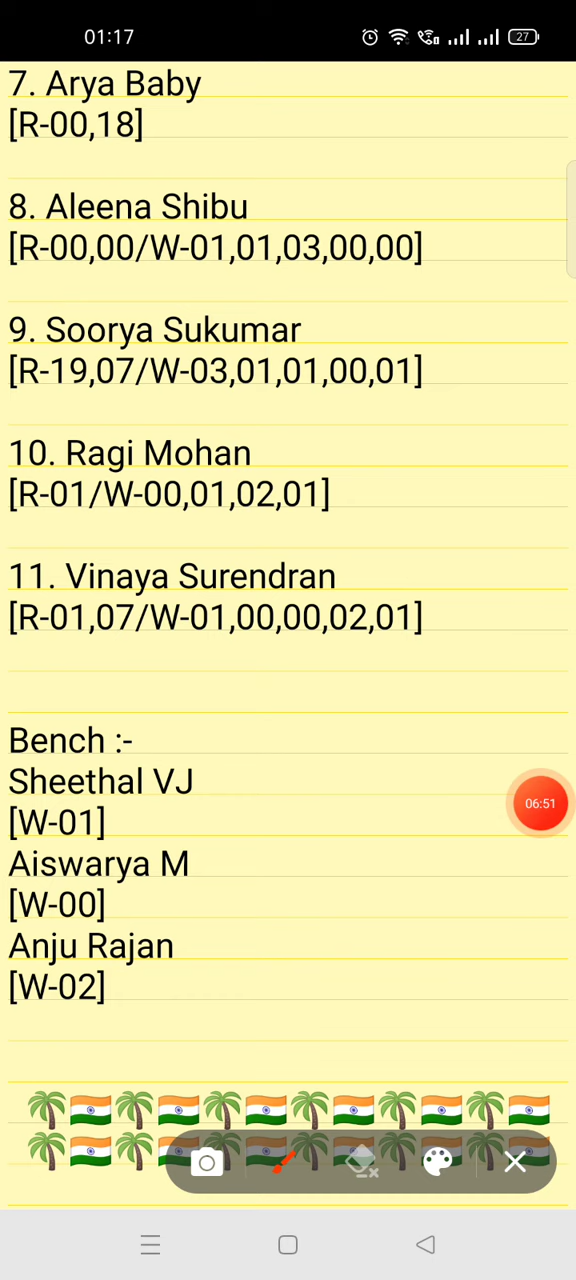 01:17
27
7. Arya Baby
[R-00,18]
8. Aleena Shibu
[R-00,00/W-01,01,03,00,00]
9. Soorya Sukumar
[R-19,07/W-03,01,01,00,01]
10. Ragi Mohan
[R-01/W-00,01,02,01]
11. Vinaya Surendran
[R-01,07/W-01,00,00,02,01]
Bench :-
Sheethal VJ
[W-01]
06:51
Aiswarya M
[W-00]
Anju Rajan
[W-02]